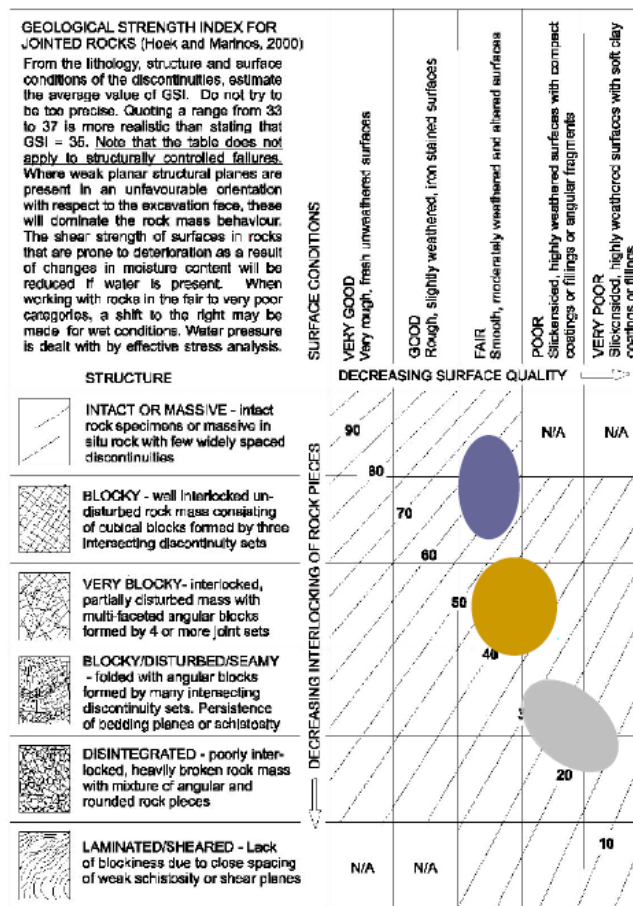 GEOLOGICAL STRENGTH INDEX FOR
JOINTED ROCKS (Hoek and Marinos, 2000)
From the lithology, structure and surface
conditions of the discontinuities, estimate
the average value of GSI. Do not try to
be too precise. Quoting a range from 33
to 37 is more realistic than stating that
GSI = 35. Note that the table does not
apply to structurally controlled failures.
Where weak planar structural planes are
present in an unfavourable orientation
with respect to the excavation face, these
will dominate the rock mass behaviour.
The shear strength of surfaces in rocks
that are prone to deterioration as a result
of changes in moisture content will be
reduced if water is present. When
working with rocks in the fair to very poor
categories, a shift to the right may be
made for wet conditions. Water pressure
is dealt with by effective stress analysis.
STRUCTURE
SURFACE CONDITIONS
VERY GOOD
Very rough, fresh unweathered surfaces
GOOD
Rough, slightly weathered, iron stained surfaces
FAIR
Smooth, moderately weathered and altered surfaces
POOR
Slickensided, highly weathered surfaces with compact
coatings or fillings or angular fragments
VERY POOR
Slickensided, highly weathered surfaces with soft clay
coatings or fillings
DECREASING SURFACE QUALITY
DECREASING INTERLOCKING OF ROCK PIECES
INTACT OR MASSIVE - intact
rock specimens or massive in
situ rock with few widely spaced
discontinuities
BLOCKY - well interlocked un-
disturbed rock mass consisting
of cubical blocks formed by three
intersecting discontinuity sets
VERY BLOCKY- interlocked,
partially disturbed mass with
multi-faceted angular blocks
formed by 4 or more joint sets
BLOCKY/DISTURBED/SEAMY
- folded with angular blocks
formed by many intersecting
discontinuity sets. Persistence
of bedding planes or schistosity
DISINTEGRATED - poorly inter-
locked, heavily broken rock mass
with mixture of angular and
rounded rock pieces
LAMINATED/SHEARED - Lack
of blockiness due to close spacing
of weak schistosity or shear planes
90
N/A
N/A
80
70
60
50
40
20
10
N/A
N/A